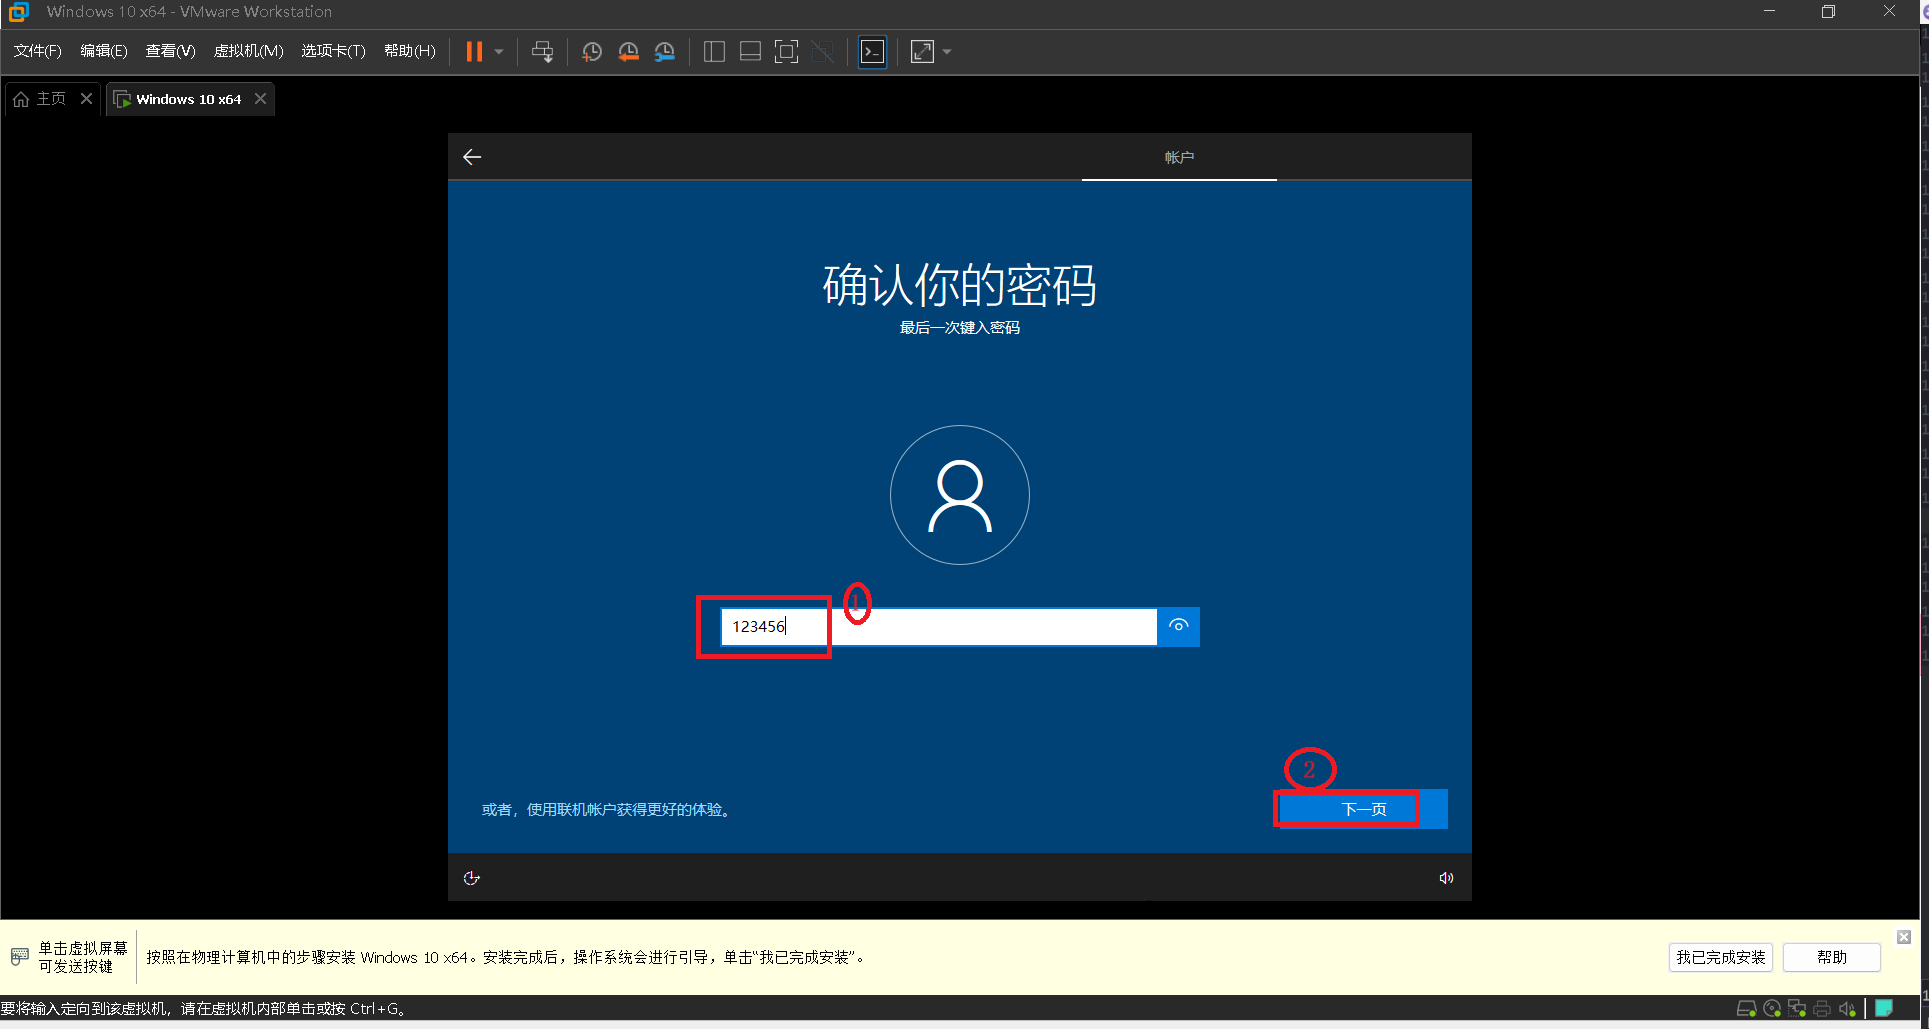 Windows 10 x64 - VMware Workstation
文件(F) 编辑(E) 查看(V) 虚拟机(M) 选项卡(T) 帮助(H)
主页 Windows 10 x64
帐户
确认你的密码
最后一次键入密码
1
123456
2
或者，使用联机帐户获得更好的体验。
下一页
单击虚拟屏幕
可发送按键
按照在物理计算机中的步骤安装 Windows 10 x64。安装完成后，操作系统会进行引导，单击“我已完成安装”。
我已完成安装 帮助
要将输入定向到该虚拟机，请在虚拟机内部单击或按 Ctrl+G。